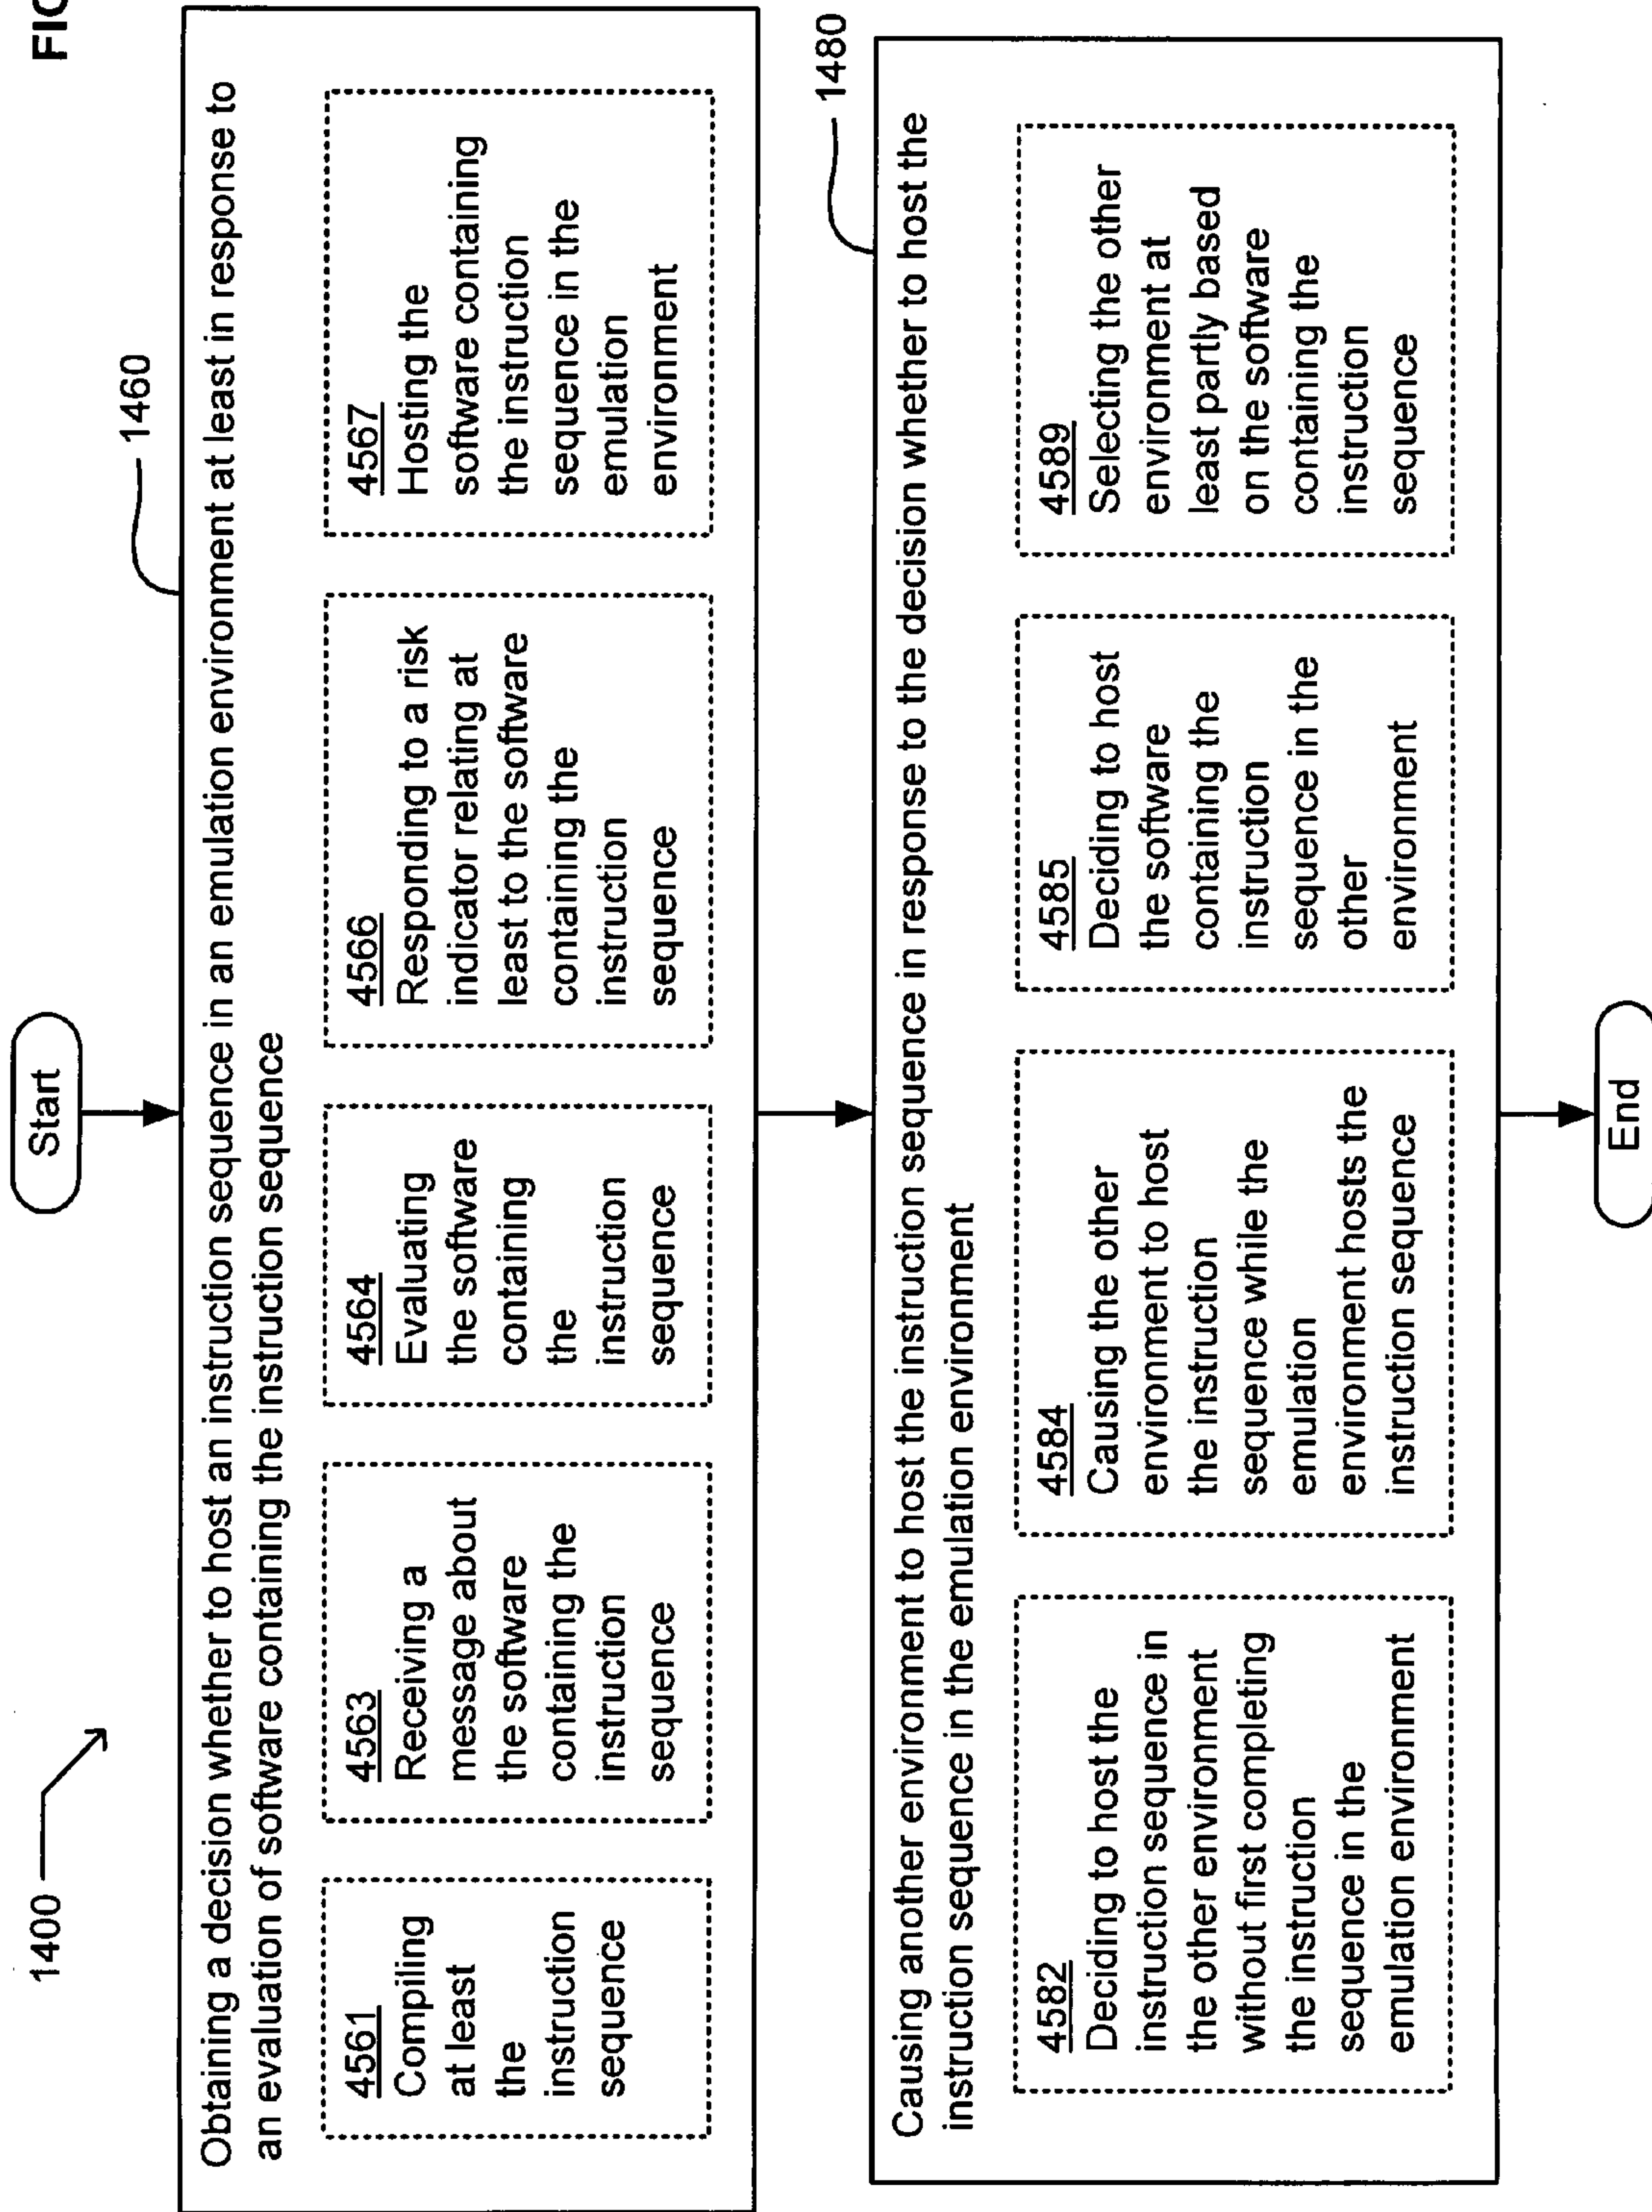 FIG
1400
Start
1460
Obtaining a decision whether to host an instruction sequence in an emulation environment at least in response to
an evaluation of software containing the instruction sequence
4561
Compiling
at least
the
instruction
sequence
4563
Receiving a
message about
the software
containing the
instruction
sequence
4564
Evaluating
the software
containing
the
instruction
sequence
4566
Responding to a risk
indicator relating at
least to the software
containing the
instruction
sequence
4567
Hosting the
software containing
the instruction
sequence in the
emulation
environment
1480
Causing another environment to host the instruction sequence in response to the decision whether to host the
instruction sequence in the emulation environment
4582
Deciding to host the
instruction sequence in
the other environment
without first completing
the instruction
sequence in the
emulation environment
4584
Causing the other
environment to host
the instruction
sequence while the
emulation
environment hosts the
instruction sequence
4585
Deciding to host
the software
containing the
instruction
sequence in the
other
environment
4589
Selecting the other
environment at
least partly based
on the software
containing the
instruction
sequence
End